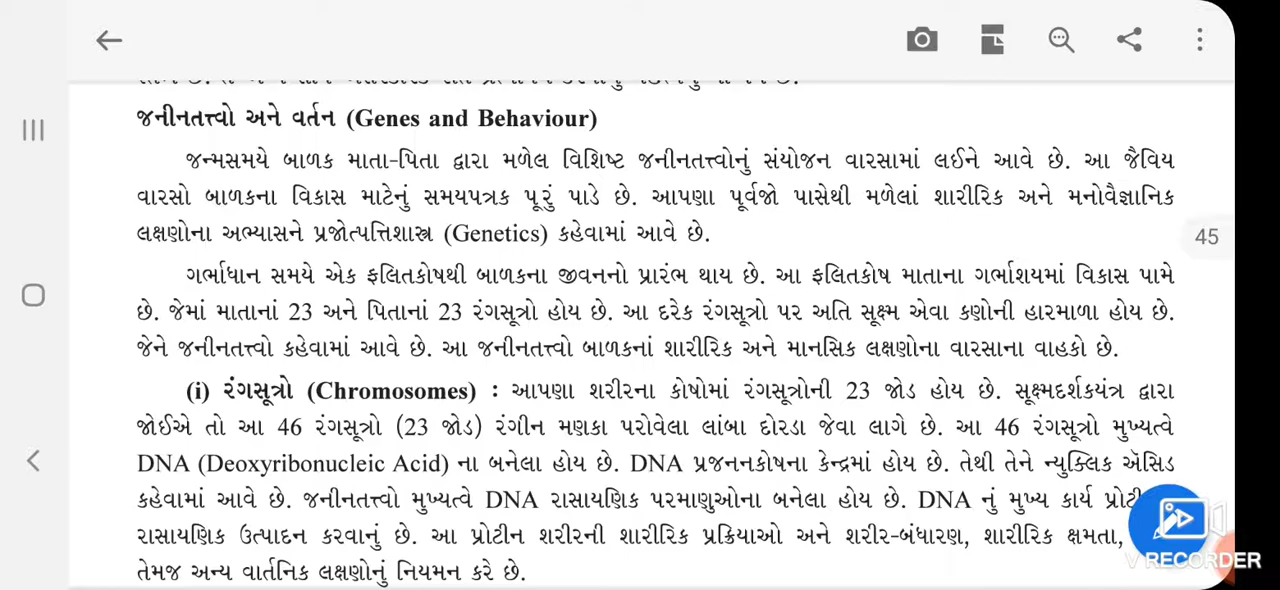 જનીનતત્ત્વો અને વર્તન (Genes and Behaviour)
45
જન્મસમયે બાળક માતા-પિતા દ્વારા મળેલ વિશિષ્ટ જનીનતત્ત્વોનું સંયોજન વારસામાં લઈને આવે છે. આ જૈવિય
વારસો બાળકના વિકાસ માટેનું સમયપત્રક પૂરું પાડે છે. આપણા પૂર્વજો પાસેથી મળેલાં શારીરિક અને મનોવૈજ્ઞાનિક
લક્ષણોના અભ્યાસને પ્રજોત્પત્તિશાસ્ત્ર (Genetics) કહેવામાં આવે છે.
ગર્ભાધાન સમયે એક ફલિતકોષથી બાળકના જીવનનો પ્રારંભ થાય છે. આ ફલિતકોષ માતાના ગર્ભાશયમાં વિકાસ પામે
છે. જેમાં માતાનાં 23 અને પિતાનાં 23 રંગસૂત્રો હોય છે. આ દરેક રંગસૂત્રો પર અતિ સૂક્ષ્મ એવા કણોની હારમાળા હોય છે.
જેને જનીનતત્ત્વો કહેવામાં આવે છે. આ જનીનતત્ત્વો બાળકનાં શારીરિક અને માનસિક લક્ષણોના વારસાના વાહકો છે.
(i) રંગસૂત્રો (Chromosomes) : આપણા શરીરના કોષોમાં રંગસૂત્રોની 23 જોડ હોય છે. સૂક્ષ્મદર્શકયંત્ર દ્વારા
જોઈએ તો આ 46 રંગસૂત્રો (23 જોડ) રંગીન મણકા પરોવેલા લાંબા દોરડા જેવા લાગે છે. આ 46 રંગસૂત્રો મુખ્યત્વે
DNA (Deoxyribonucleic Acid) ના બનેલા હોય છે. DNA પ્રજનનકોષના કેન્દ્રમાં હોય છે. તેથી તેને ન્યુક્લિક ઍસિડ
કહેવામાં આવે છે. જનીનતત્ત્વો મુખ્યત્વે DNA રાસાયણિક પરમાણુઓના બનેલા હોય છે. DNA નું મુખ્ય કાર્ય
રાસાયણિક ઉત્પાદન કરવાનું છે. આ પ્રોટીન શરીરની શારીરિક પ્રક્રિયાઓ અને શરીર-બંધારણ, શારીરિક ક્ષમતા,
તેમજ અન્ય વાર્તનિક લક્ષણોનું નિયમન કરે છે.
V RECORDER